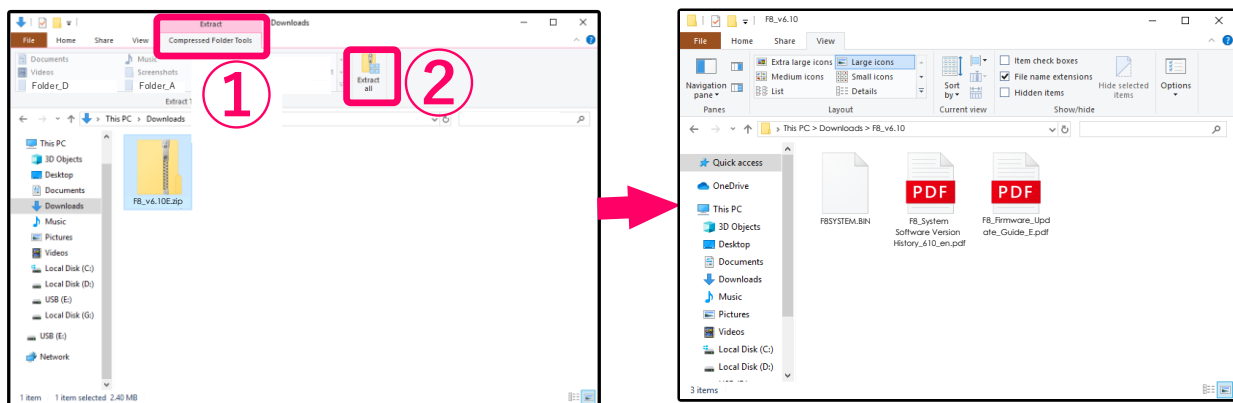 Extract
Downloads
File
Home
Share
View
Compressed Folder Tools
Documents
Music
Videos
Screenshots
1
Folder_D
Folder_A
Extract
all
①
②
Extract T
This PC > Downloads
This PC
3D Objects
Desktop
Documents
Downloads
Music
Pictures
Videos
Local Disk (C:)
Local Disk (D:)
USB (E:)
Local Disk (G:)
USB (E:)
Network
F8_v6.10E.zip
1 item
1 item selected 2.40 MB
F8_v6.10
File
Home
Share
View
Navigation
pane
Panes
Extra large icons
Large icons
Medium icons
Small icons
List
Details
Layout
Sort
by
Current view
Item check boxes
File name extensions
Hidden items
Hide selected
items
Show/hide
Options
This PC > Downloads > F8_v6.10
Quick access
OneDrive
This PC
3D Objects
Desktop
Documents
Downloads
Music
Pictures
Videos
Local Disk (C:)
Local Disk (D:)
F8SYSTEM.BIN
PDF
F8_System
Software Version
History_610_en.pdf
PDF
F8_Firmware_Upd
ate_Guide_E.pdf
3 items